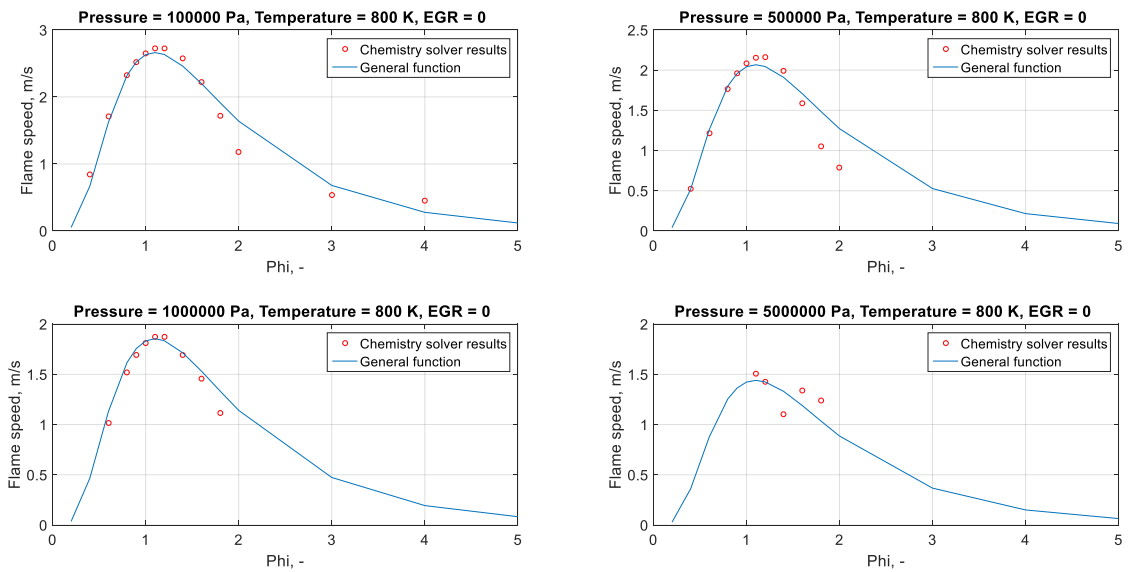 Pressure = 100000 Pa, Temperature = 800 K, EGR = 0
3
2
1
0
Flame speed, m/s
Chemistry solver results
General function
0 1 2 3 4 5
Phi, -
Pressure = 500000 Pa, Temperature = 800 K, EGR = 0
2.5
2
1.5
1
0.5
0
Flame speed, m/s
Chemistry solver results
General function
0 1 2 3 4 5
Phi, -
Pressure = 1000000 Pa, Temperature = 800 K, EGR = 0
2
1.5
1
0.5
0
Flame speed, m/s
Chemistry solver results
General function
0 1 2 3 4 5
Phi, -
Pressure = 5000000 Pa, Temperature = 800 K, EGR = 0
2
1.5
1
0.5
0
Flame speed, m/s
Chemistry solver results
General function
0 1 2 3 4 5
Phi, -